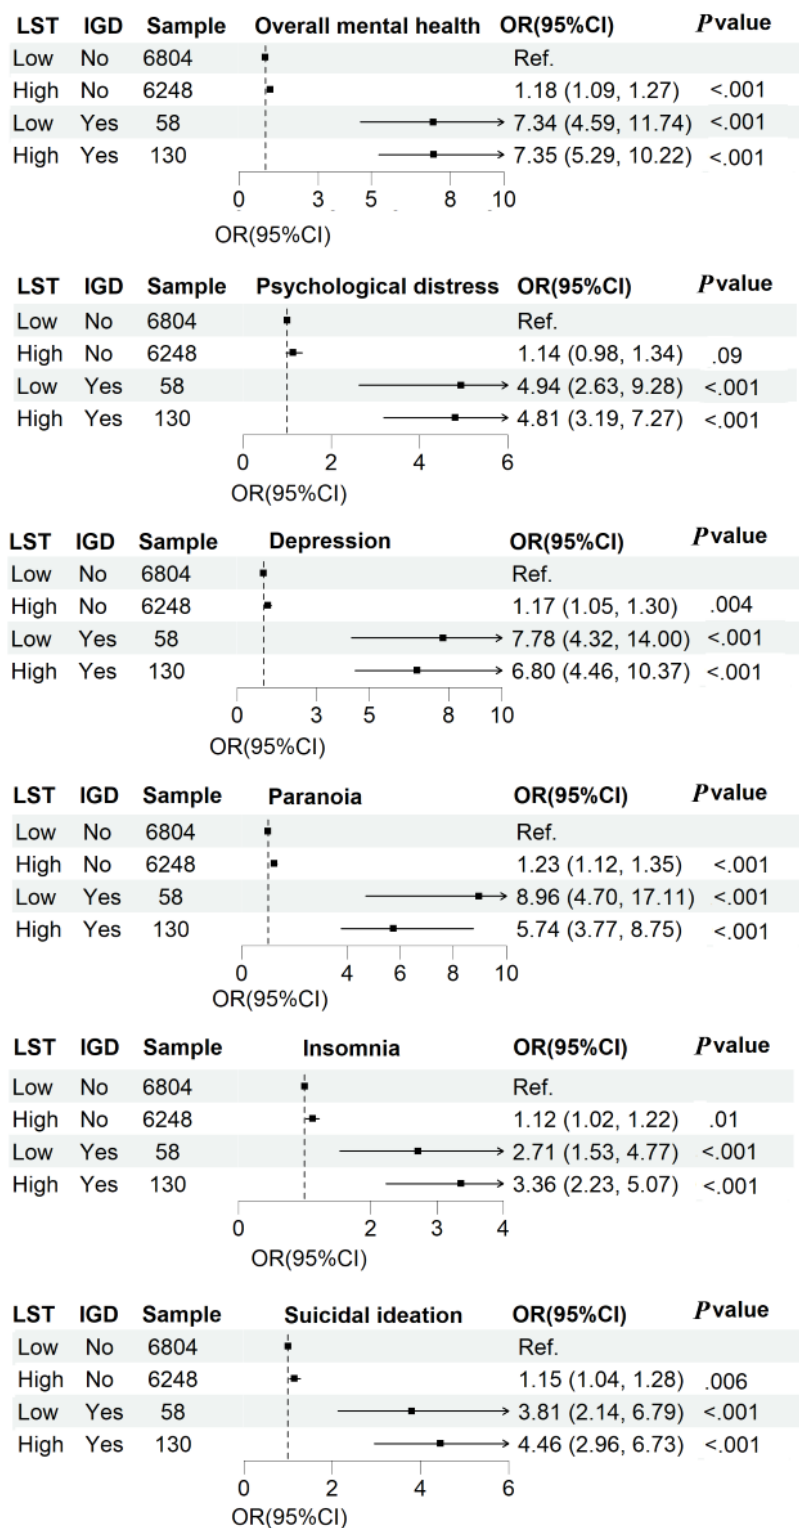 LST IGD Sample Overall mental health OR(95%CI) P value
Low No 6804 Ref.
High No 6248 1.18 (1.09, 1.27) <.001
Low Yes 58 7.34 (4.59, 11.74) <.001
High Yes 130 7.35 (5.29, 10.22) <.001
0 3 5 8 10
OR(95%CI)
LST IGD Sample Psychological distress OR(95%CI) P value
Low No 6804 Ref.
High No 6248 1.14 (0.98, 1.34) .09
Low Yes 58 4.94 (2.63, 9.28) <.001
High Yes 130 4.81 (3.19, 7.27) <.001
0 2 4 6
OR(95%CI)
LST IGD Sample Depression OR(95%CI) P value
Low No 6804 Ref.
High No 6248 1.17 (1.05, 1.30) .004
Low Yes 58 7.78 (4.32, 14.00) <.001
High Yes 130 6.80 (4.46, 10.37) <.001
0 3 5 8 10
OR(95%CI)
LST IGD Sample Paranoia OR(95%CI) P value
Low No 6804 Ref.
High No 6248 1.23 (1.12, 1.35) <.001
Low Yes 58 8.96 (4.70, 17.11) <.001
High Yes 130 5.74 (3.77, 8.75) <.001
0 4 6 8 10
OR(95%CI)
LST IGD Sample Insomnia OR(95%CI) P value
Low No 6804 Ref.
High No 6248 1.12 (1.02, 1.22) .01
Low Yes 58 2.71 (1.53, 4.77) <.001
High Yes 130 3.36 (2.23, 5.07) <.001
0 2 3 4
OR(95%CI)
LST IGD Sample Suicidal ideation OR(95%CI) P value
Low No 6804 Ref.
High No 6248 1.15 (1.04, 1.28) .006
Low Yes 58 3.81 (2.14, 6.79) <.001
High Yes 130 4.46 (2.96, 6.73) <.001
0 2 4 6
OR(95%CI)